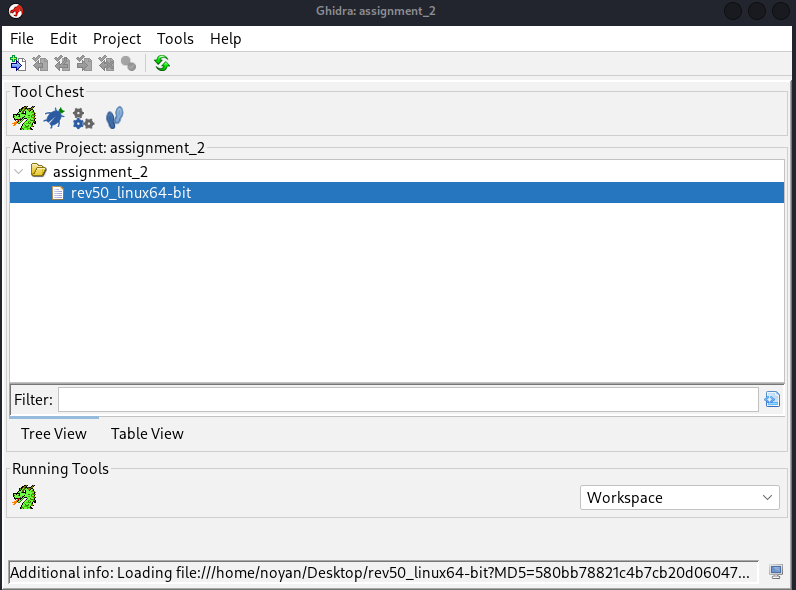 Ghidra: assignment_2
File Edit Project Tools Help
Tool Chest
Active Project: assignment_2
assignment_2
rev50_linux64-bit
Filter:
Tree View Table View
Running Tools
Workspace
Additional info: Loading file:///home/noyan/Desktop/rev50_linux64-bit?MD5=580bb78821c4b7cb20d06047...